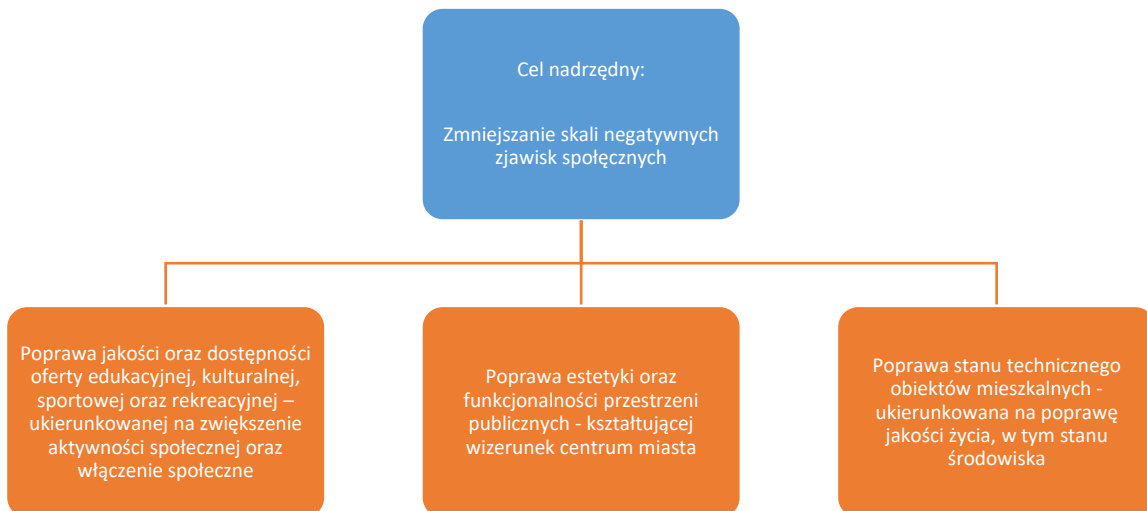 Cel nadrzędny:
Zmniejszanie skali negatywnych
zjawisk społęcznych
Poprawa jakości oraz dostępności
oferty edukacyjnej, kulturalnej,
sportowej oraz rekreacyjnej –
ukierunkowanej na zwiększenie
aktywności społecznej oraz
włączenie społeczne
Poprawa estetyki oraz
funkcjonalności przestrzeni
publicznych - kształtującej
wizerunek centrum miasta
Poprawa stanu technicznego
obiektów mieszkalnych -
ukierunkowana na poprawę
jakości życia, w tym stanu
środowiska